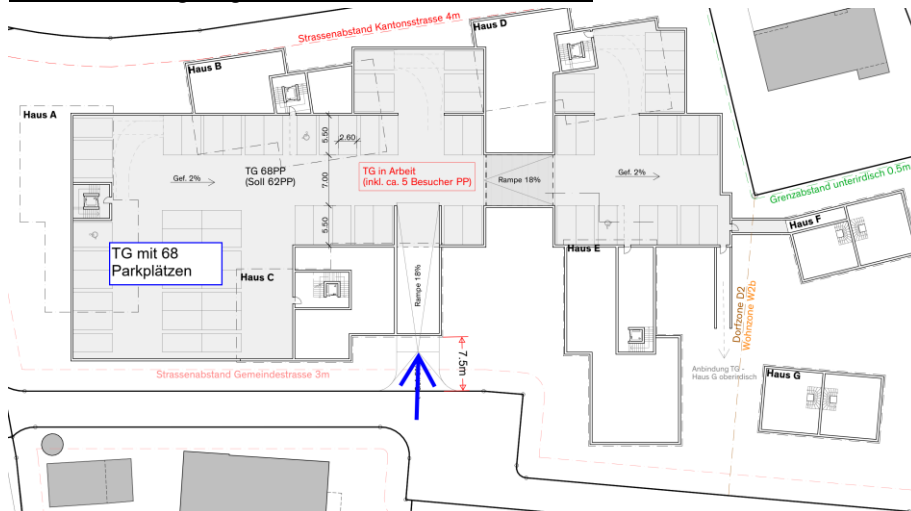 Strassenabstand Kantonsstrasse 4m
Haus D
Haus B
Haus A
5.50
2.60
TG 68PP
(Soll 62PP)
Gef. 2%
7.00
TG in Arbeit
(inkl. ca. 5 Besucher PP)
Rampe 18%
Gef. 2%
Grenzabstand unterirdisch 0.5m
5.50
Haus F
TG mit 68
Parkplätzen
Haus C
Rampe 18%
Haus E
Dorfzone D2
Wohnzone W2b
7.5m
Strassenabstand Gemeindestrasse 3m
Anbindung TG -
Haus G oberirdisch
Haus G